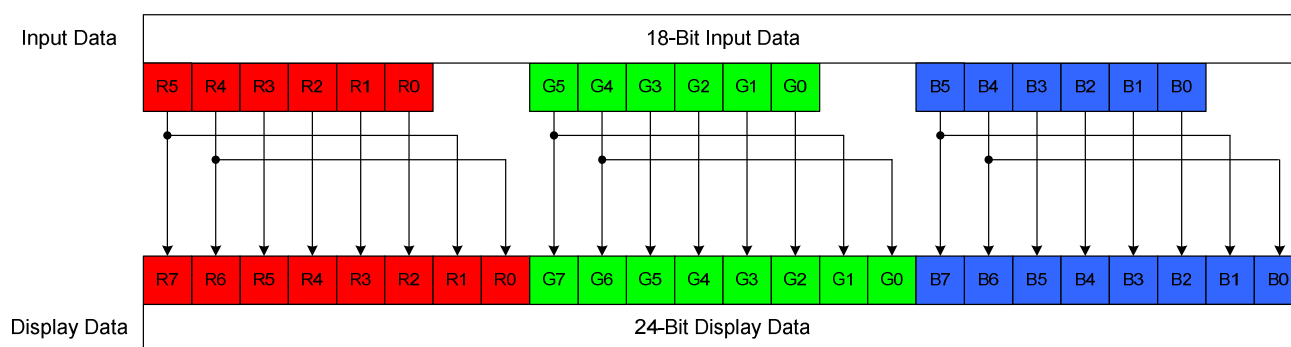 Input Data
18-Bit Input Data
R5 R4 R3 R2 R1 R0 G5 G4 G3 G2 G1 G0 B5 B4 B3 B2 B1 B0
R7 R6 R5 R4 R3 R2 R1 R0 G7 G6 G5 G4 G3 G2 G1 G0 B7 B6 B5 B4 B3 B2 B1 B0
Display Data
24-Bit Display Data